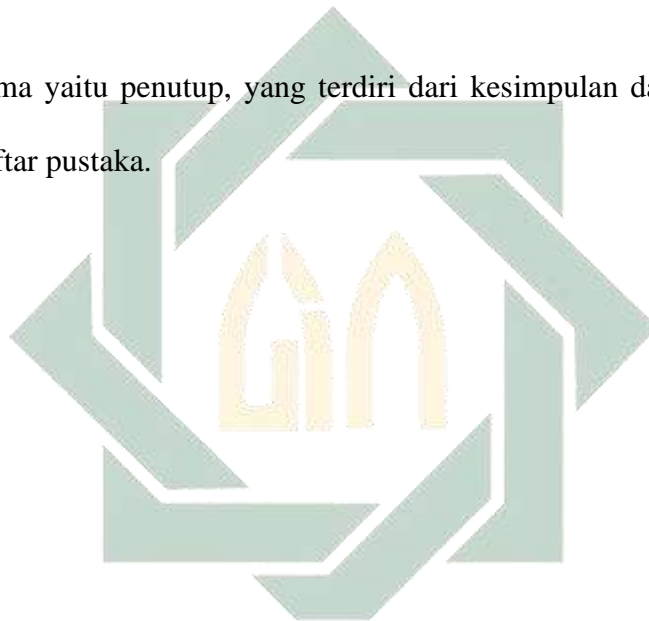 ma yaitu penutup, yang terdiri dari kesimpulan da
ftar pustaka.